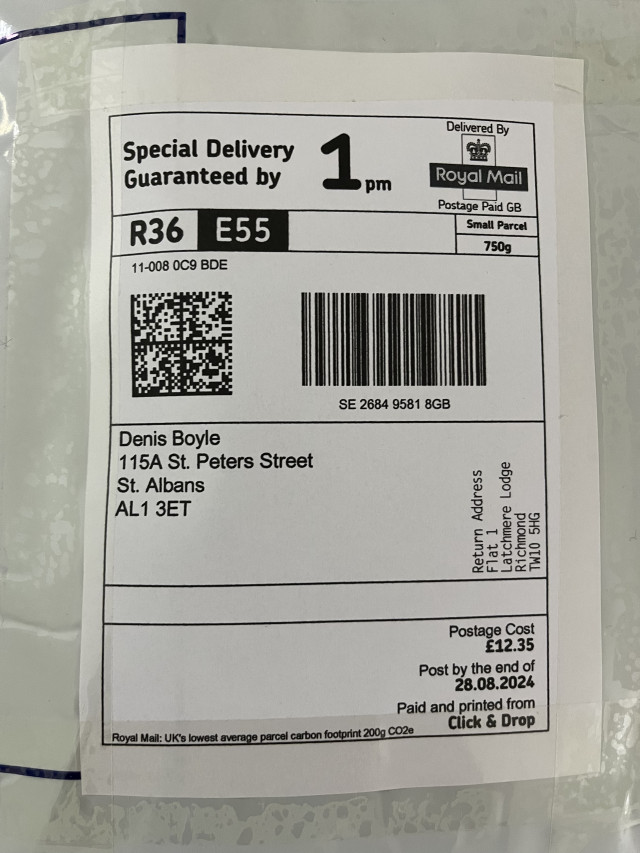 Special Delivery
Guaranteed by
1pm
Delivered By
Royal Mail
Postage Paid GB
R36 E55
Small Parcel
750g
11-008 0C9 BDE
SE 2684 9581 8GB
Denis Boyle
115A St. Peters Street
St. Albans
AL1 3ET
Return Address
Flat 1
Latchmere Lodge
Richmond
TW10 5HG
Postage Cost
£12.35
Post by the end of
28.08.2024
Paid and printed from
Click & Drop
Royal Mail: UK's lowest average parcel carbon footprint 200g CO2e